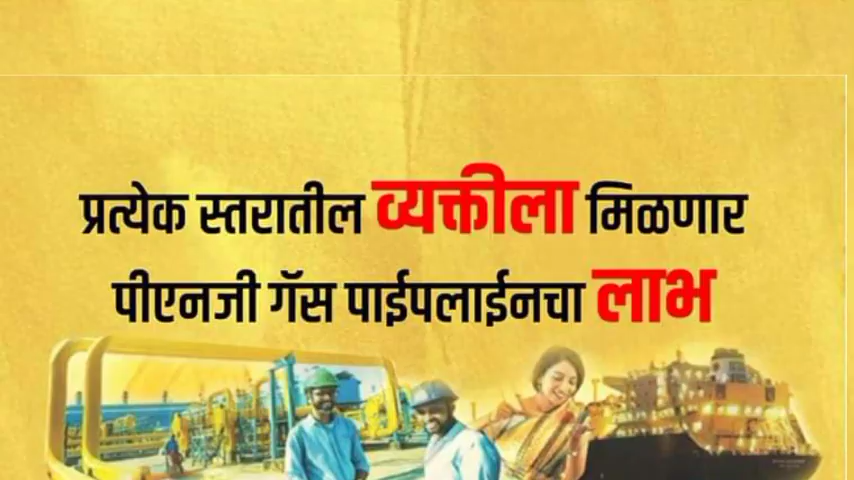 प्रत्येक स्तरातील व्यक्तीला मिळणार
पीएनजी गॅस पाईपलाईनचा लाभ